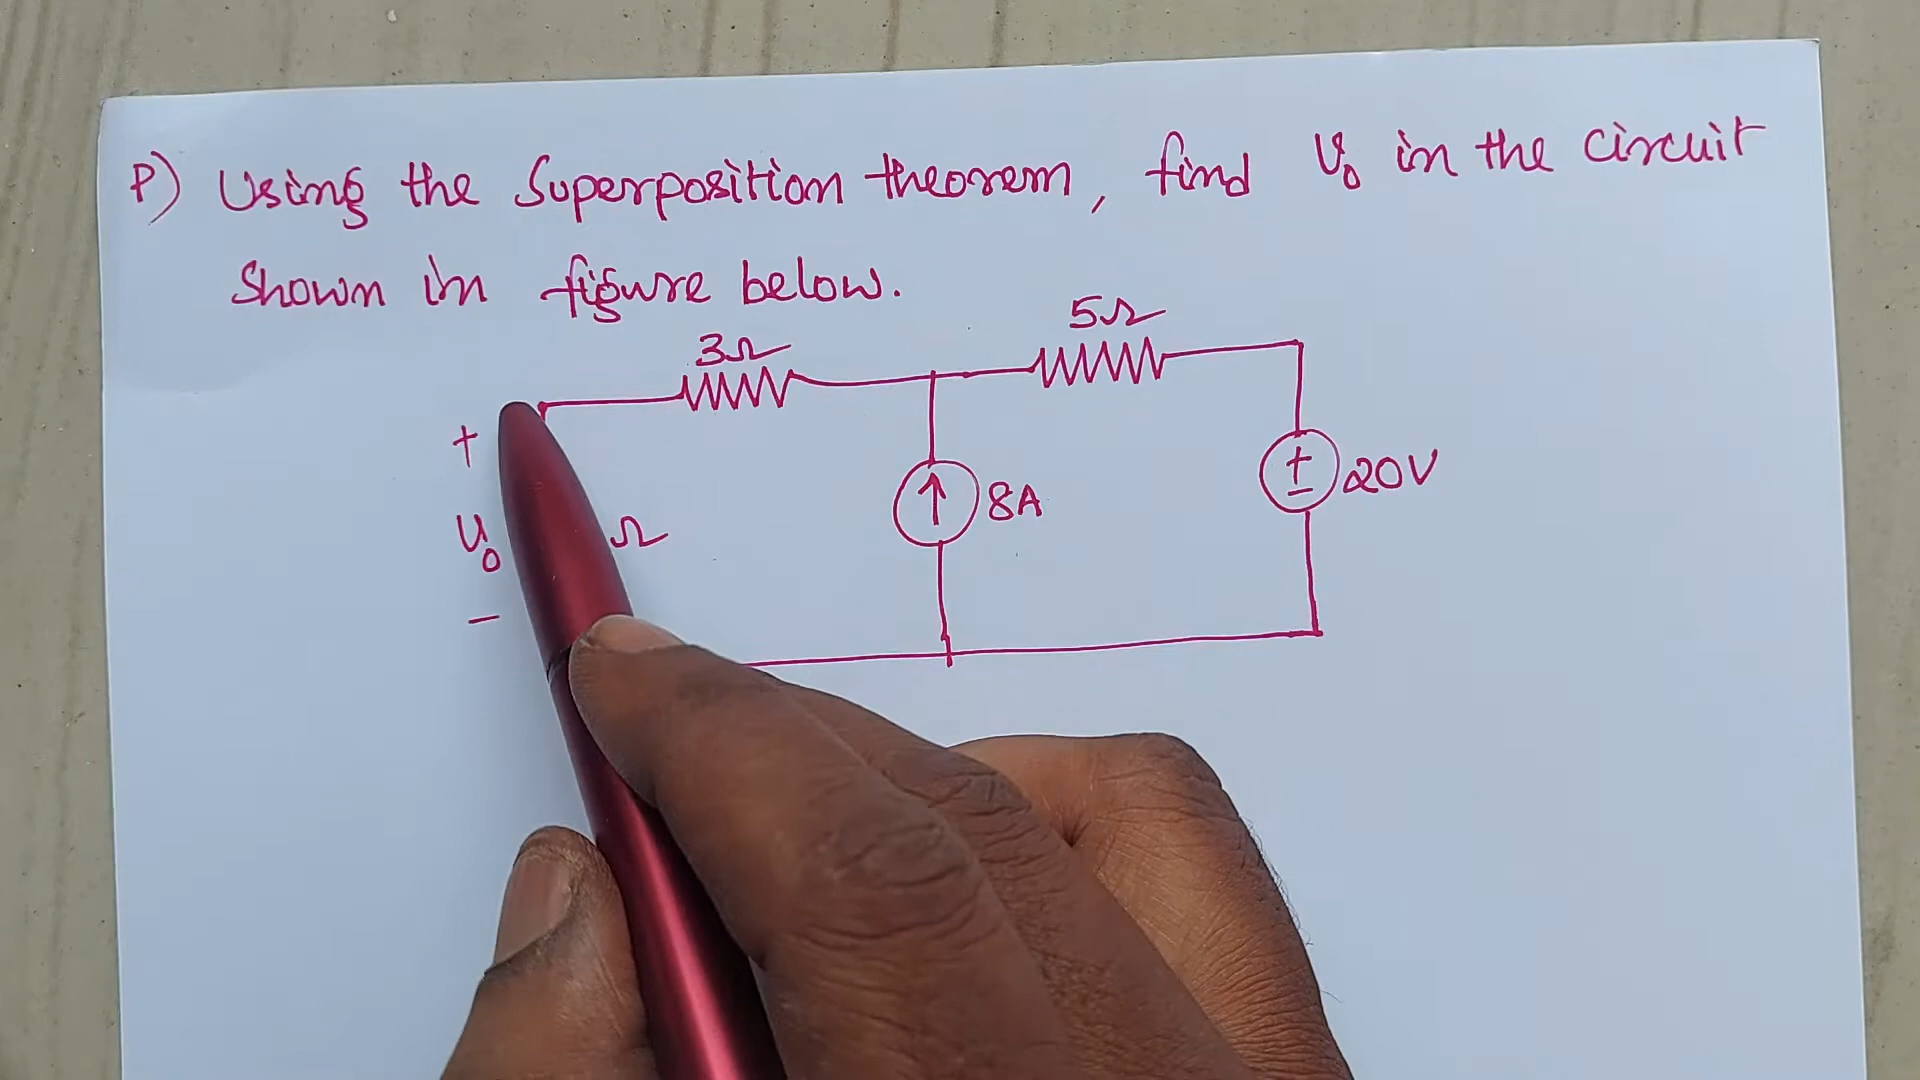 P) Using the Superposition theorem, find V₀ in the circuit
shown in figure below.
3Ω
5Ω
+
V₀
Ω
8A
±
20V
−